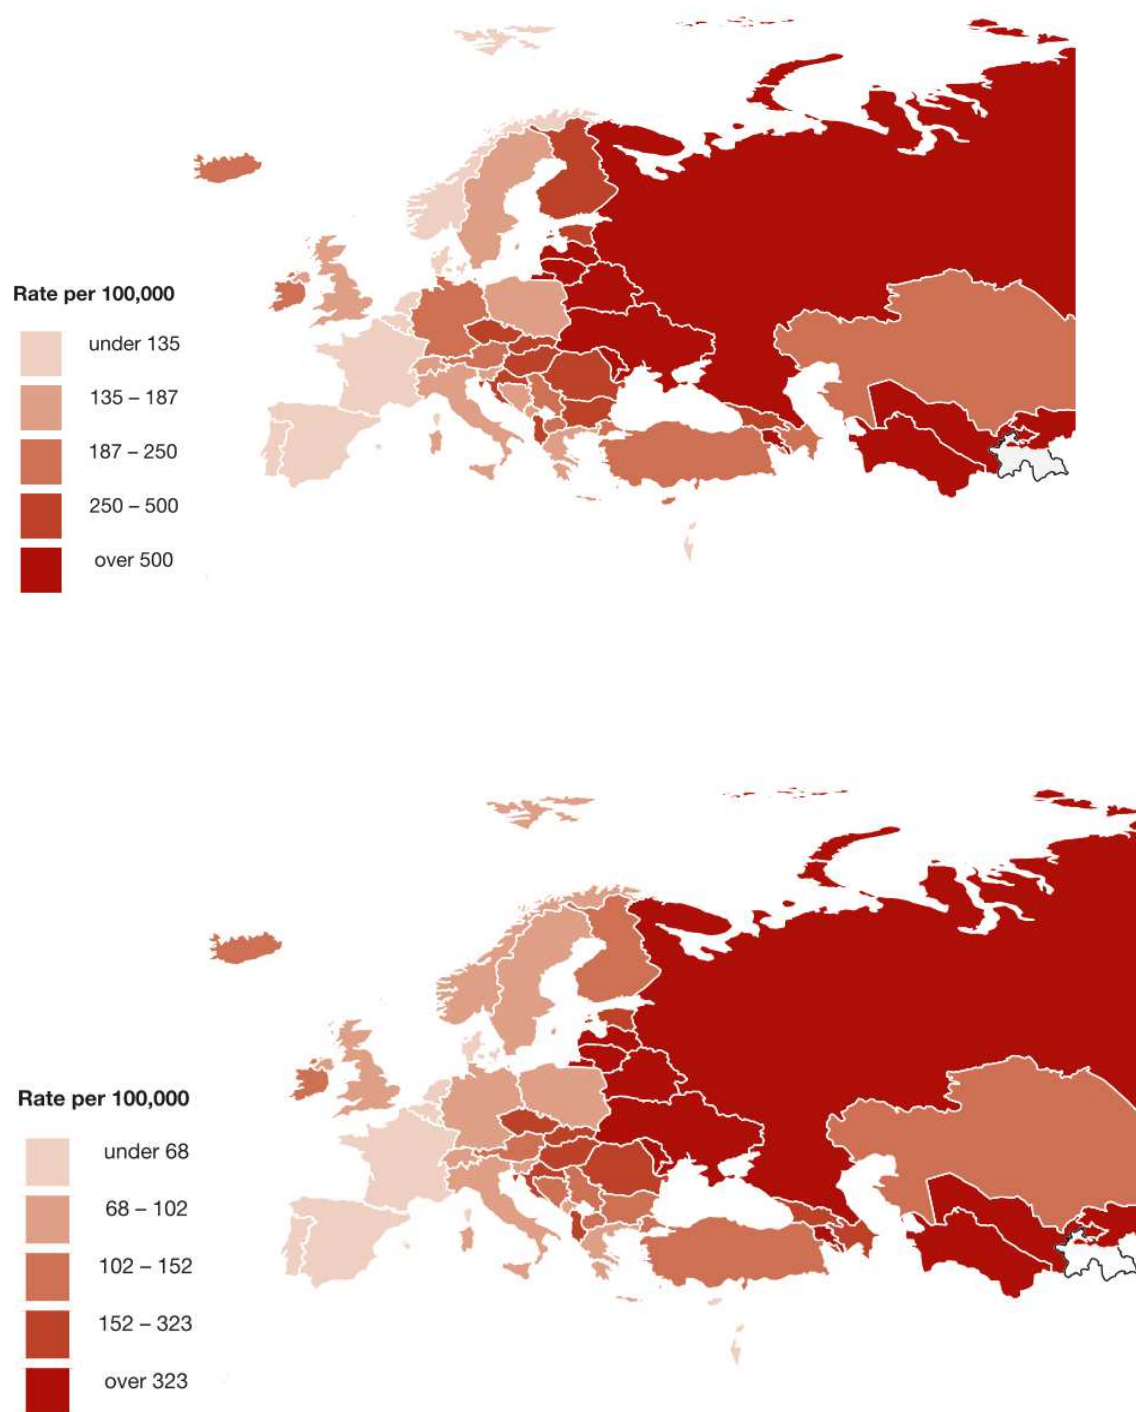 Rate per 100,000
under 135
135 – 187
187 – 250
250 – 500
over 500
Rate per 100,000
under 68
68 – 102
102 – 152
152 – 323
over 323